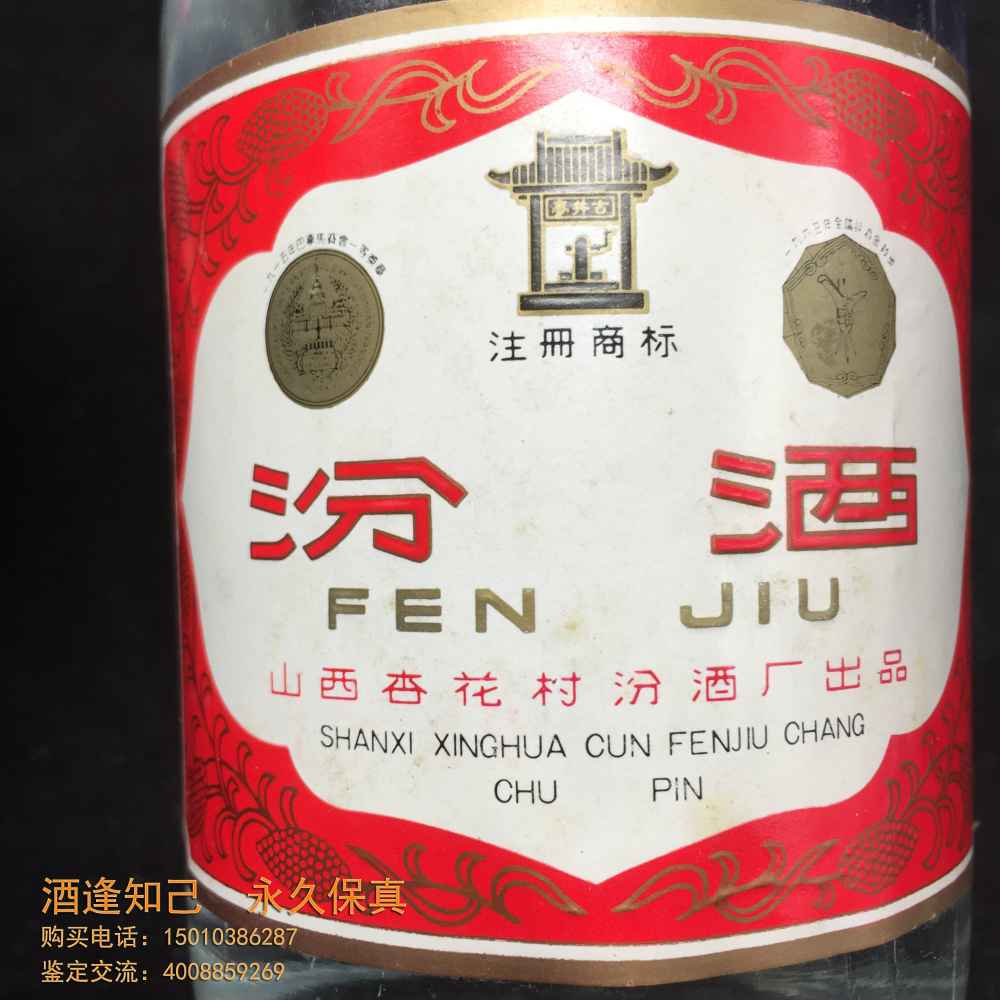 古井亭
注册商标
汾 酒
FEN JIU
山西杏花村汾酒厂出品
SHANXI XINGHUA CUN FENJIU CHANG
CHU PIN
酒逢知己 永久保真
购买电话：15010386287
鉴定交流：4008859269